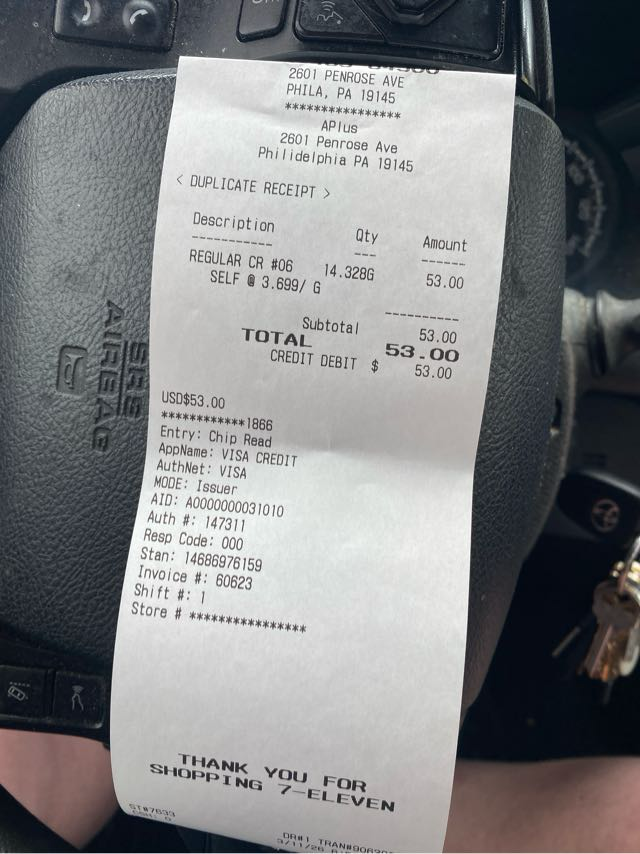 2601 PENROSE AVE
PHILA, PA 19145
****************
APlus
2601 Penrose Ave
Philidelphia PA 19145
< DUPLICATE RECEIPT >
Description Qty Amount
----------- --- ------
REGULAR CR #06 14.328G 53.00
SELF @ 3.699/ G
----------
Subtotal 53.00
TOTAL 53.00
CREDIT DEBIT $ 53.00
USD$53.00
************1866
Entry: Chip Read
AppName: VISA CREDIT
AuthNet: VISA
MODE: Issuer
AID: A0000000031010
Auth #: 147311
Resp Code: 000
Stan: 14686976159
Invoice #: 60623
Shift #: 1
Store # ****************
THANK YOU FOR
SHOPPING 7-ELEVEN
DR#1
SRS
AIRBAG